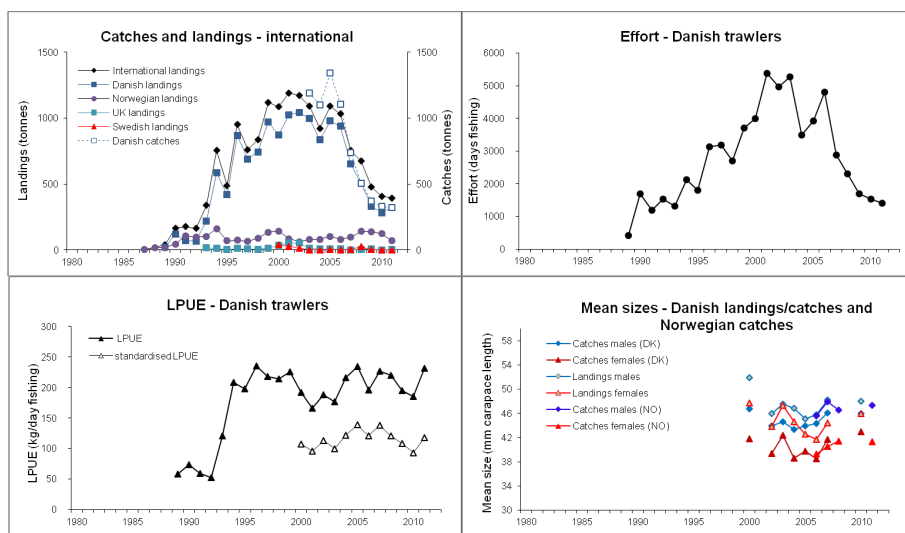 Catches and landings - international
1500
1500
International landings
Danish landings
Norwegian landings
UK landings
Swedish landings
Danish catches
1000
1000
500
500
0
0
Landings (tonnes)
Catches (tonnes)
1980 1985 1990 1995 2000 2005 2010
Effort - Danish trawlers
6000
5000
4000
3000
2000
1000
0
Effort (days fishing)
1980 1985 1990 1995 2000 2005 2010
LPUE - Danish trawlers
300
250
200
150
100
50
0
LPUE
standardised LPUE
LPUE (kg/day fishing)
1980 1985 1990 1995 2000 2005 2010
Mean sizes - Danish landings/catches and
Norwegian catches
58
54
50
46
42
38
34
30
Catches males (DK)
Catches females (DK)
Landings males
Landings females
Catches males (NO)
Catches females (NO)
Mean size (mm carapace length)
1980 1985 1990 1995 2000 2005 2010